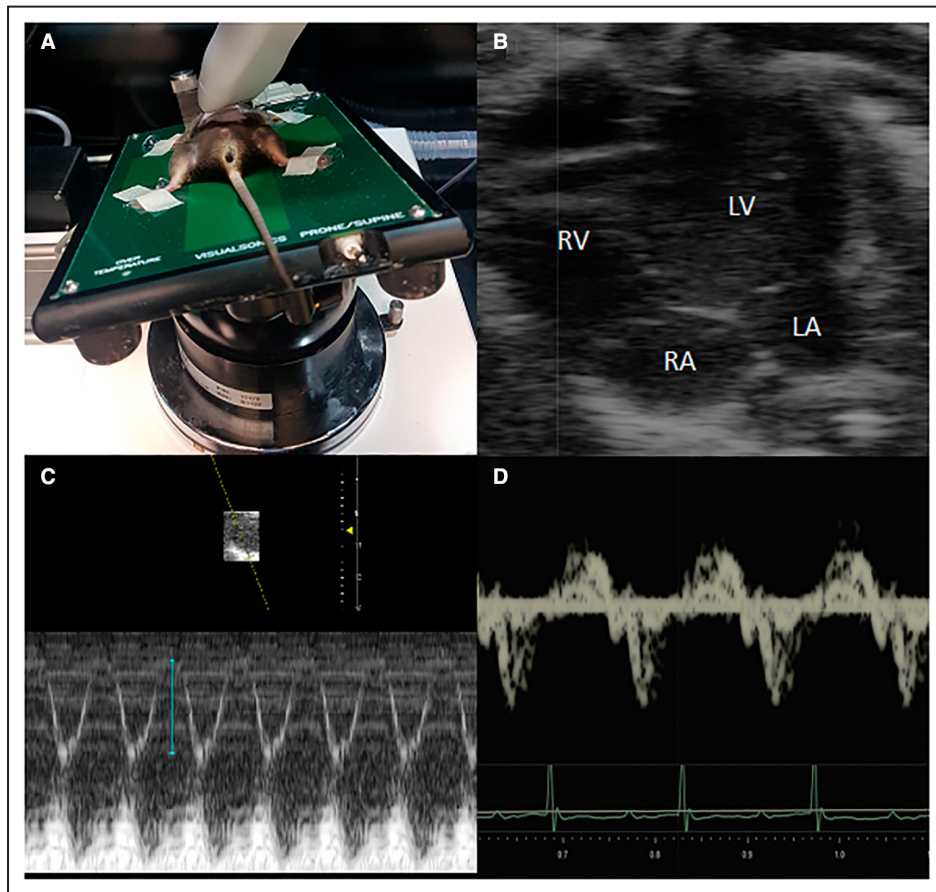 A
OVER
TEMPERATURE
VISUALSONICS PRONE/SUPINE
B
RV
LV
RA
LA
C
D
0.7
0.8
0.9
1.0